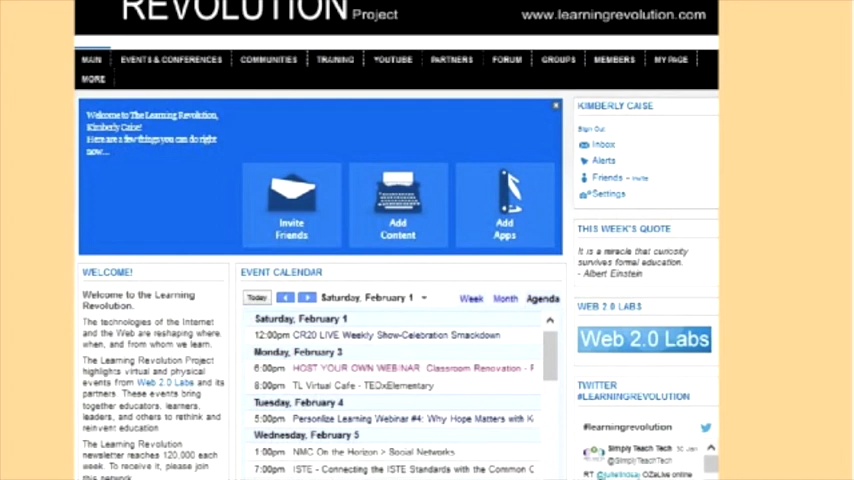 REVOLUTION Project
www.learningrevolution.com
MAIN EVENTS & CONFERENCES COMMUNITIES TRAINING YOUTUBE PARTNERS FORUM GROUPS MEMBERS MY PAGE
MORE
Welcome to The Learning Revolution,
Kimberly Caise!
Here are a few things you can do right
now...
Invite
Friends
Add
Content
Add
Apps
KIMBERLY CAISE
Sign Out
Inbox
Alerts
Friends - Invite
Settings
THIS WEEK'S QUOTE
It is a miracle that curiosity
survives formal education.
- Albert Einstein
WEB 2.0 LABS
Web 2.0 Labs
TWITTER
#LEARNINGREVOLUTION
#learningrevolution
Simply Teach Tech
@SimplyTeachTech
RT OZeLive online
WELCOME!
Welcome to the Learning
Revolution.
The technologies of the Internet
and the Web are reshaping where,
when, and from whom we learn.
The Learning Revolution Project
highlights virtual and physical
events from Web 2.0 Labs and its
partners. These events bring
together educators, learners,
leaders, and others to rethink and
reinvent education
The Learning Revolution
newsletter reaches 120,000 each
week. To receive it, please join
this network
EVENT CALENDAR
Today Saturday, February 1 Week Month Agenda
Saturday, February 1
12:00pm CR20 LIVE Weekly Show-Celebration Smackdown
Monday, February 3
6:00pm HOST YOUR OWN WEBINAR Classroom Renovation -
8:00pm TL Virtual Cafe - TEDxElementary
Tuesday, February 4
5:00pm Personlize Learning Webinar #4: Why Hope Matters with
Wednesday, February 5
1:00pm NMC On the Horizon > Social Networks
7:00pm ISTE - Connecting the ISTE Standards with the Common C